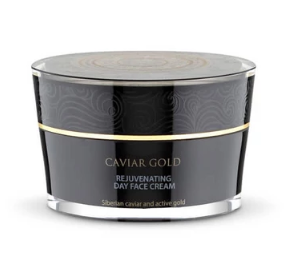 CAVIAR GOLD
REJUVENATING
DAY FACE CREAM
Siberian caviar and active gold